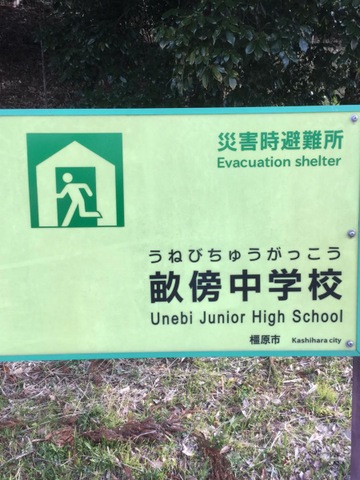 災害時避難所
Evacuation shelter
うねびちゅうがっこう
畝傍中学校
Unebi Junior High School
橿原市 Kashihara city